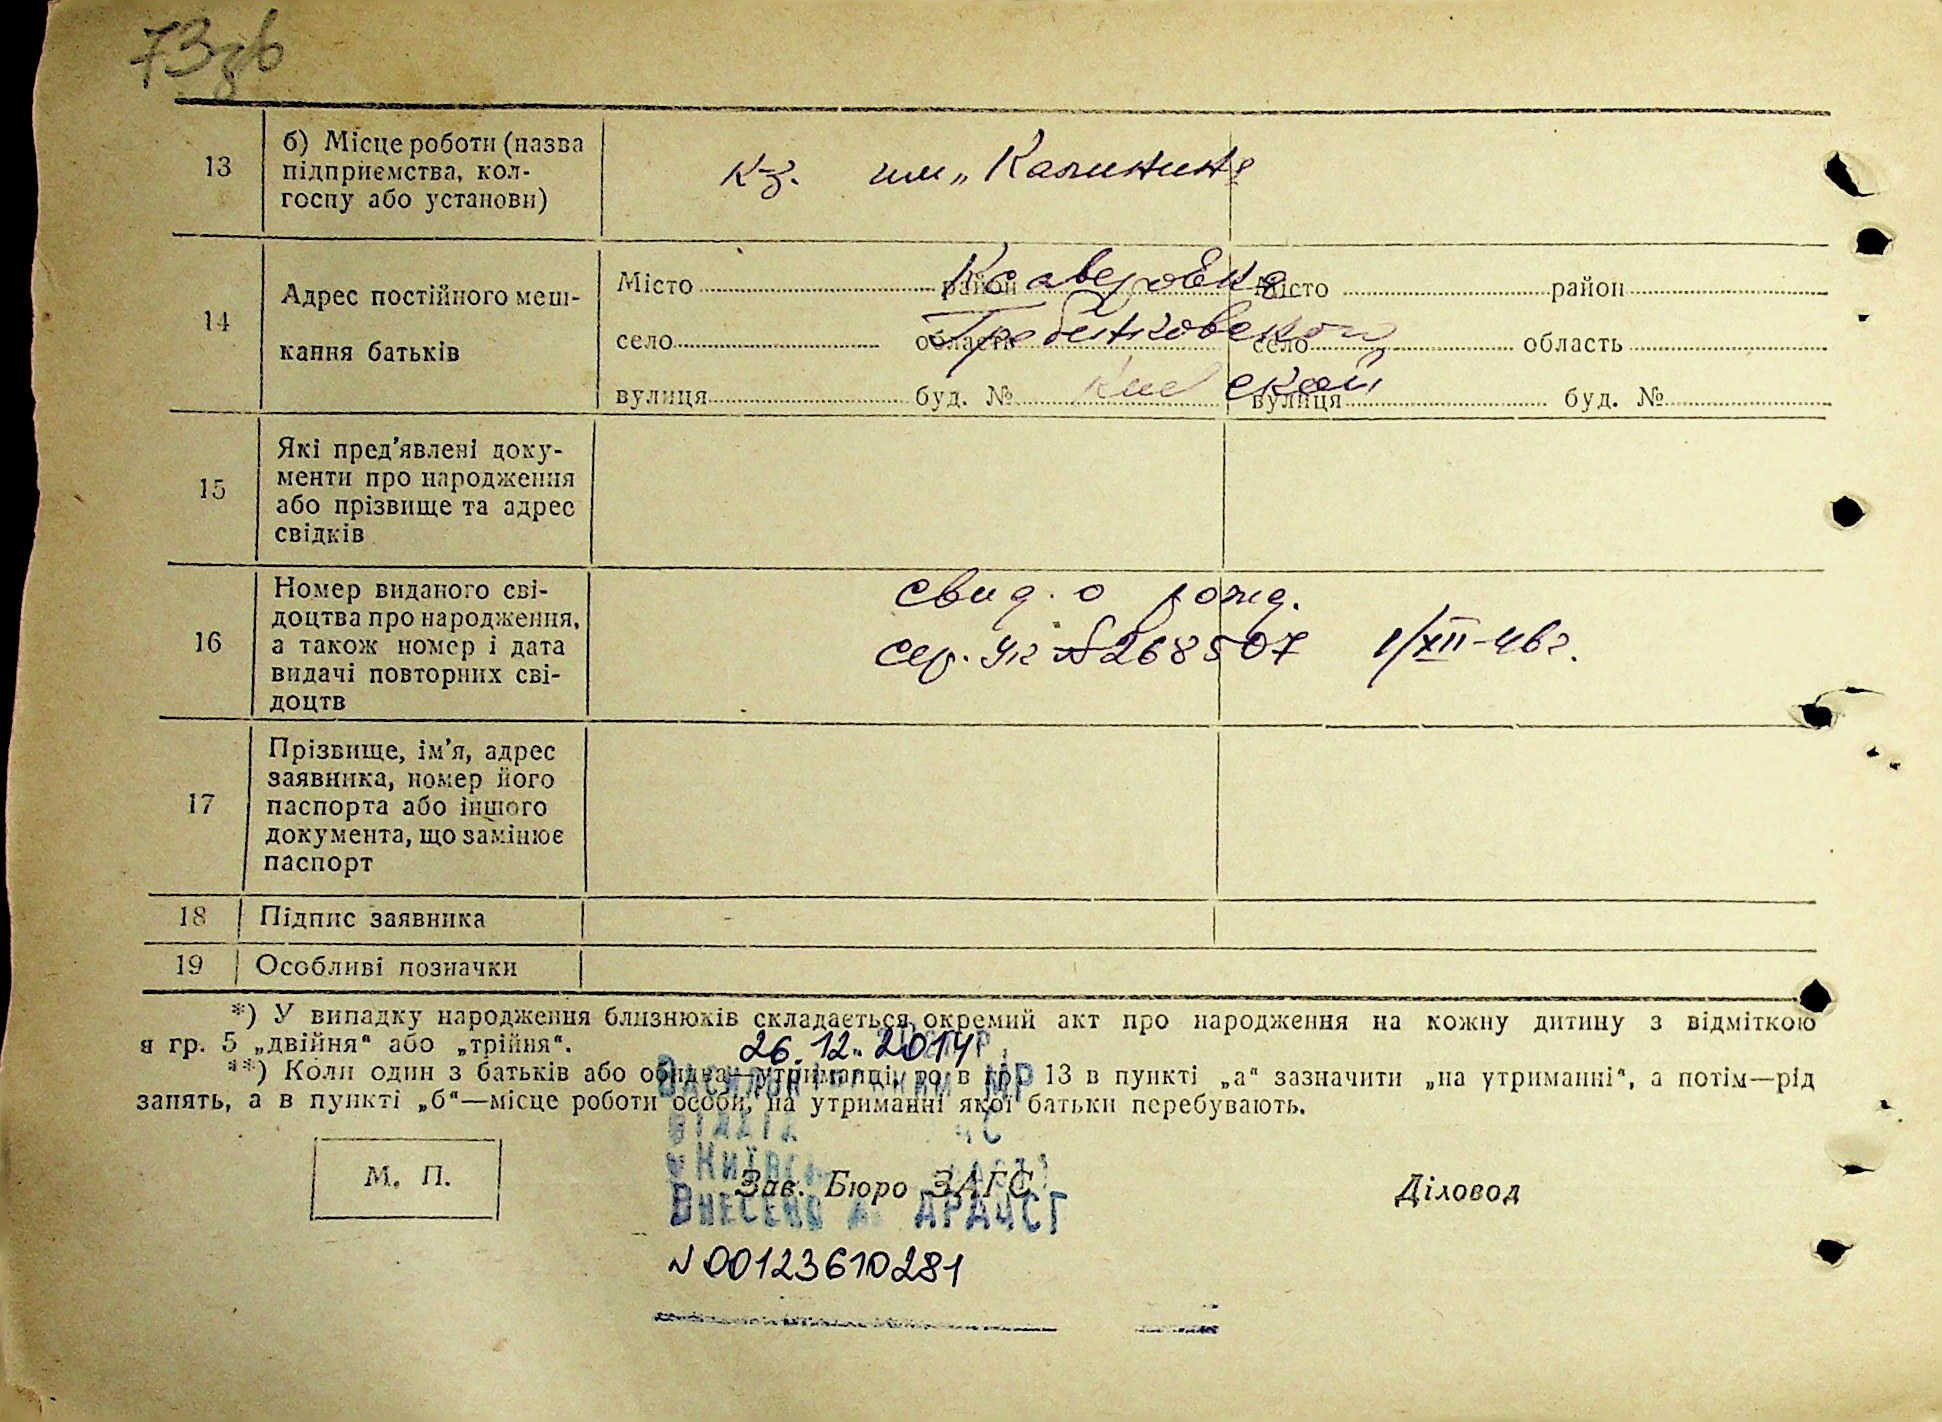 73зв
13
б) Місце роботи (назва
підприємства, кол-
госпу або установи)
кз. им „Калинина
14
Адрес постійного меш-
кання батьків
Місто район Ксаверовка Місто район
село область Гребенковского село область
вулиця буд. № Киевской вулиця буд. №
15
Які пред'явлені доку-
менти про народження
або прізвище та адрес
свідків
16
Номер виданого сві-
доцтва про народження,
а також номер і дата
видачі повторних сві-
доцтв
свид. о рожд.
сер. УК № 268507 1/XII-46г.
17
Прізвище, ім'я, адрес
заявника, номер його
паспорта або іншого
документа, що замінює
паспорт
18 Підпис заявника
19 Особливі позначки
*) У випадку народження близнюків складається окремий акт про народження на кожну дитину з відміткою
в гр. 5 „двійня“ або „трійня“.
26.12.2014
**) Коли один з батьків або обидва—утриманці, то в гр. 13 в пункті „а“ зазначити „на утриманні“, а потім—рід
занять, а в пункті „б“—місце роботи особи, на утриманні якої батьки перебувають.
М. П.
Зав. Бюро ЗАГС
Діловод
Внесено ДРАЦСГ
N 00123610281